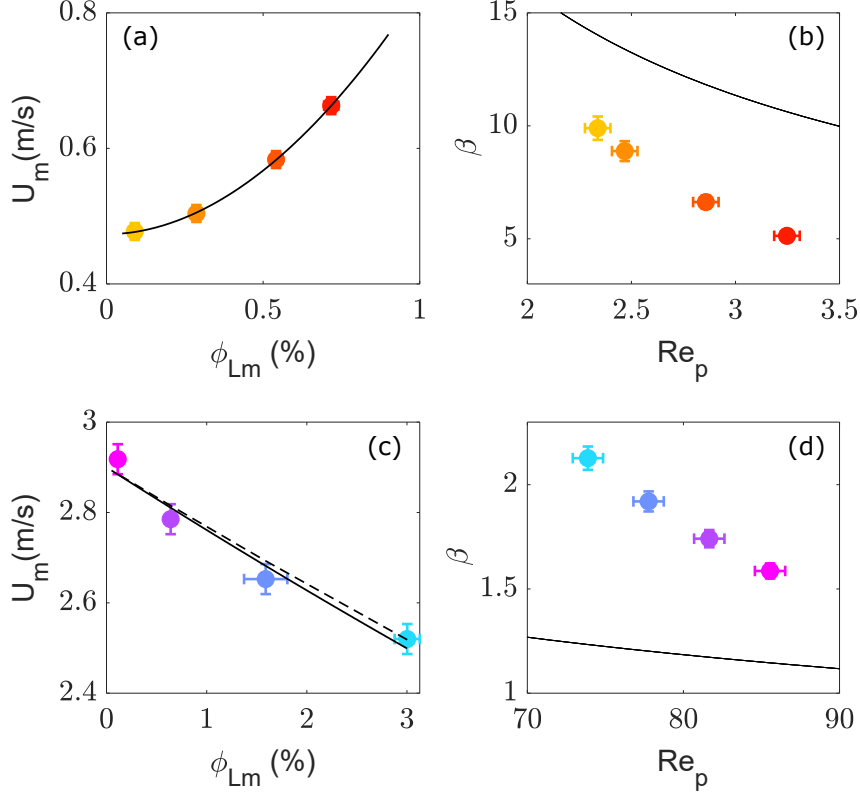 (a)
U_m(m/s)
0.8
0.6
0.4
0
0.5
1
ϕ_Lm (%)
(b)
β
15
10
5
2
2.5
3
3.5
Re_p
(c)
U_m(m/s)
3
2.8
2.6
2.4
0
1
2
3
ϕ_Lm (%)
(d)
β
2
1.5
1
70
80
90
Re_p